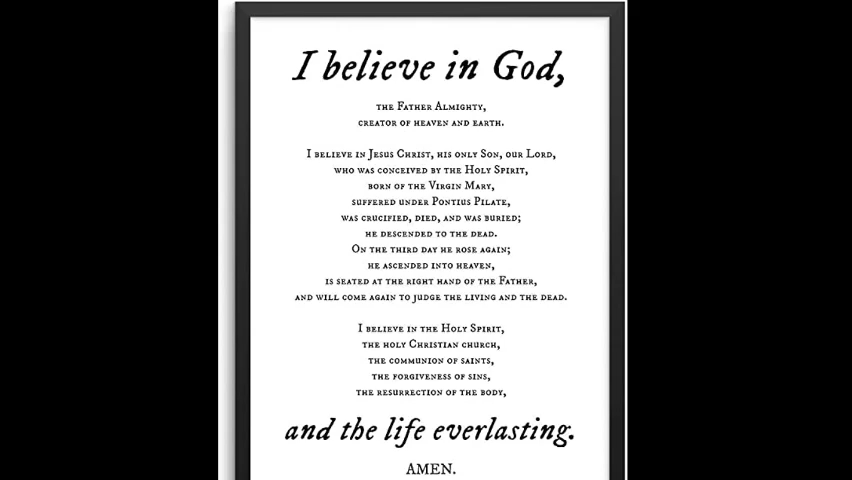 I believe in God,
the Father Almighty,
creator of heaven and earth.
I believe in Jesus Christ, his only Son, our Lord,
who was conceived by the Holy Spirit,
born of the Virgin Mary,
suffered under Pontius Pilate,
was crucified, died, and was buried;
he descended to the dead.
On the third day he rose again;
he ascended into heaven,
is seated at the right hand of the Father,
and will come again to judge the living and the dead.
I believe in the Holy Spirit,
the holy Christian church,
the communion of saints,
the forgiveness of sins,
the resurrection of the body,
and the life everlasting.
AMEN.